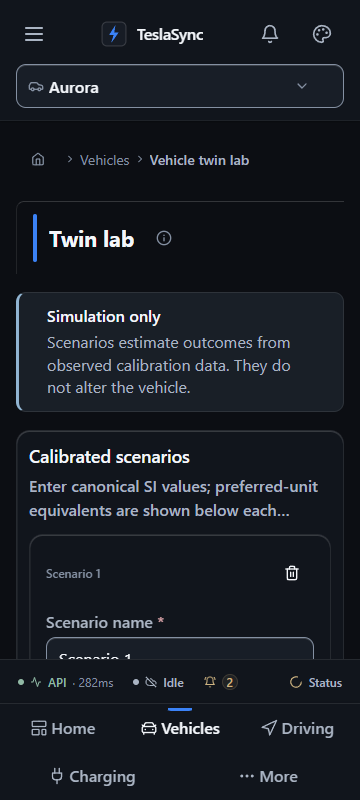 TeslaSync
Aurora
Vehicles
Vehicle twin lab
Twin lab
Simulation only
Scenarios estimate outcomes from
observed calibration data. They do
not alter the vehicle.
Calibrated scenarios
Enter canonical SI values; preferred-unit
equivalents are shown below each...
Scenario 1
Scenario name *
Scenario 1
API · 282ms
Idle
2
Status
Home
Vehicles
Driving
Charging
More